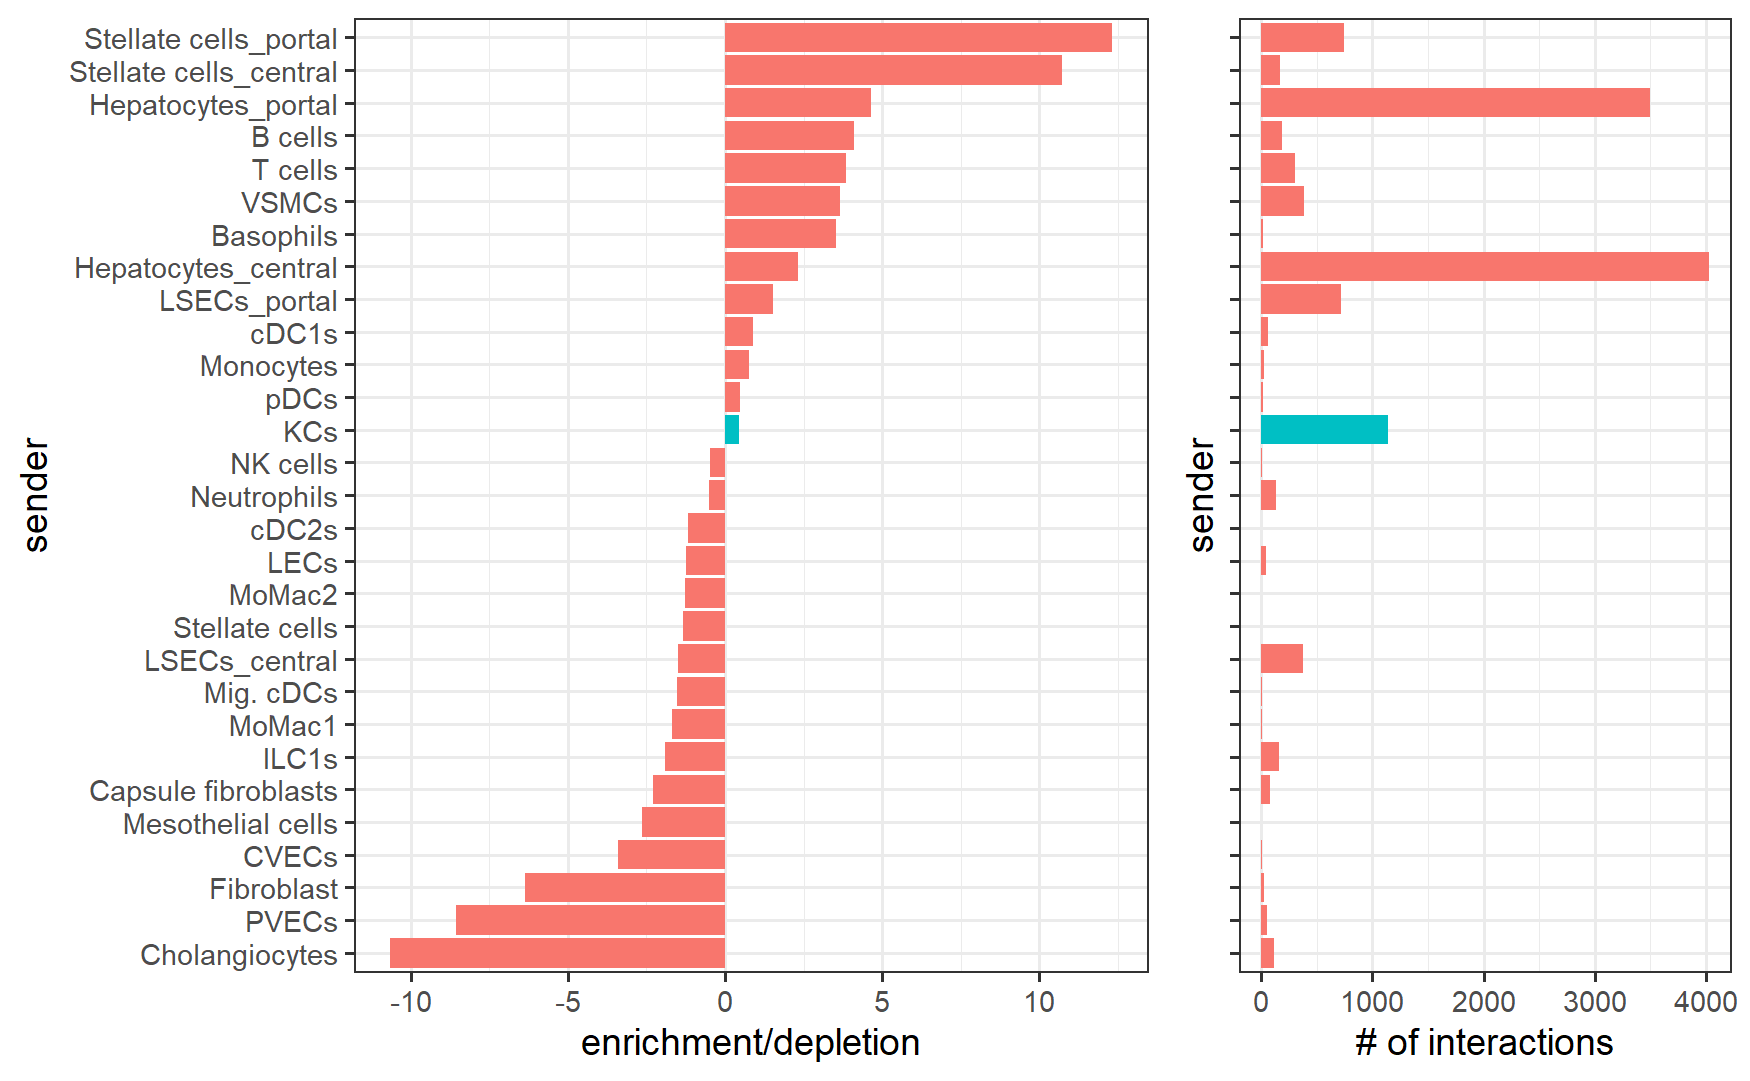 sender
Stellate cells_portal
Stellate cells_central
Hepatocytes_portal
B cells
T cells
VSMCs
Basophils
Hepatocytes_central
LSECs_portal
cDC1s
Monocytes
pDCs
KCs
NK cells
Neutrophils
cDC2s
LECs
MoMac2
Stellate cells
LSECs_central
Mig. cDCs
MoMac1
ILC1s
Capsule fibroblasts
Mesothelial cells
CVECs
Fibroblast
PVECs
Cholangiocytes
-10 -5 0 5 10
enrichment/depletion
sender
0 1000 2000 3000 4000
# of interactions